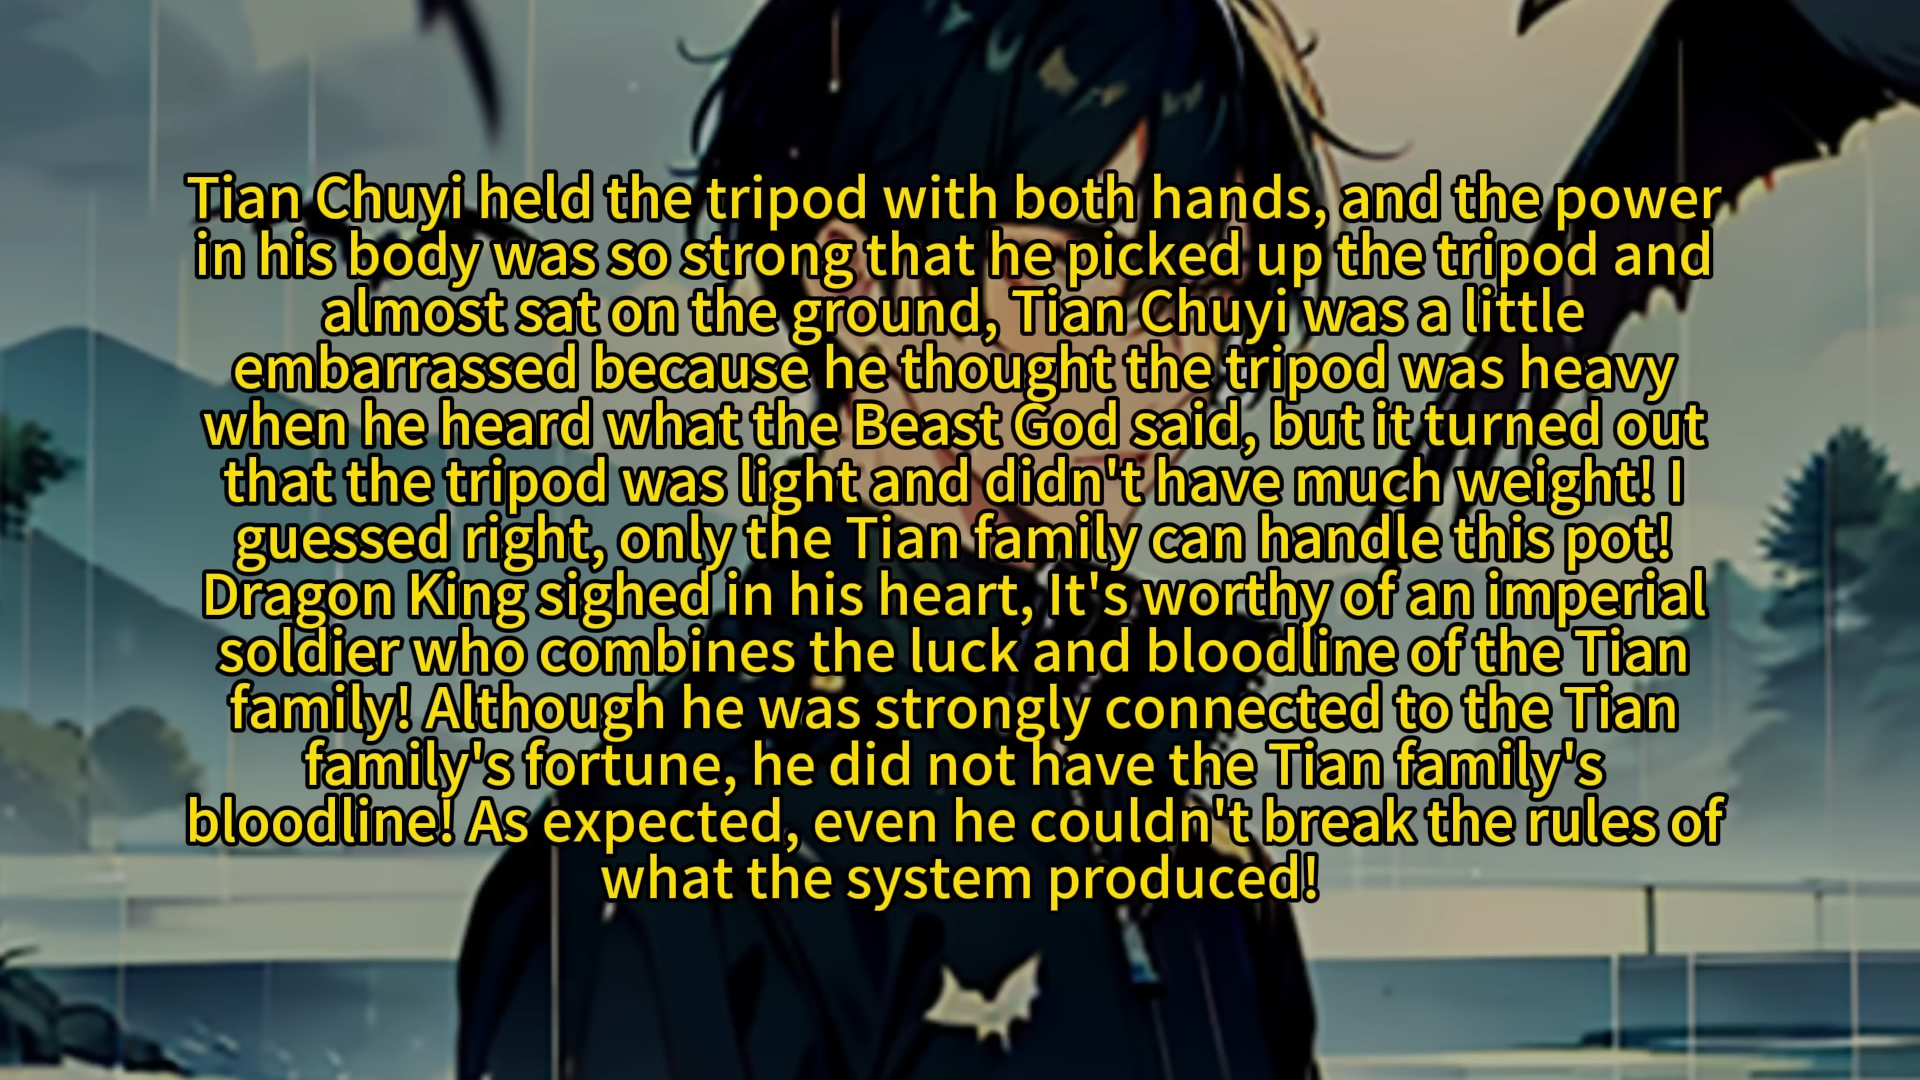 Tian Chuyi held the tripod with both hands, and the power
in his body was so strong that he picked up the tripod and
almost sat on the ground, Tian Chuyi was a little
embarrassed because he thought the tripod was heavy
when he heard what the Beast God said, but it turned out
that the tripod was light and didn't have much weight! I
guessed right, only the Tian family can handle this pot!
Dragon King sighed in his heart, It's worthy of an imperial
soldier who combines the luck and bloodline of the Tian
family! Although he was strongly connected to the Tian
family's fortune, he did not have the Tian family's
bloodline! As expected, even he couldn't break the rules of
what the system produced!